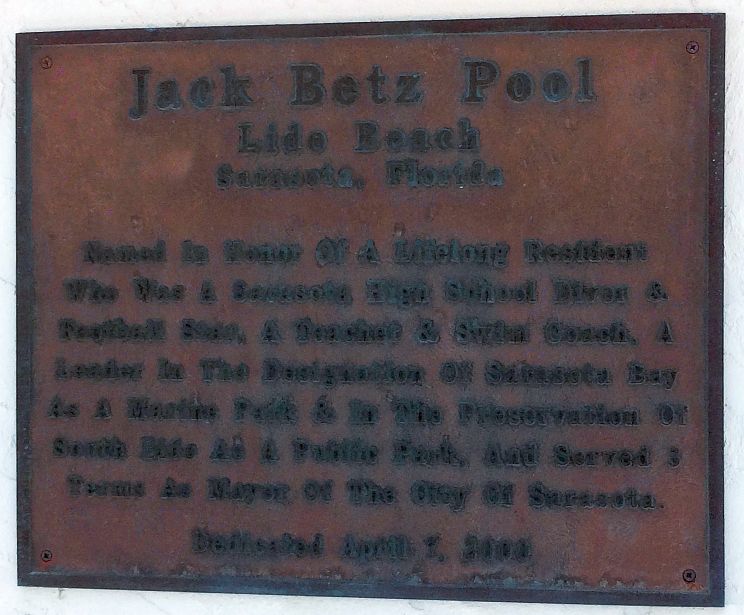 Jack Betz Pool
Lido Beach
Sarasota, Florida
Named In Honor Of A Lifelong Resident
Who Was A Sarasota High School Diver &
Football Star, A Teacher & Swim Coach, A
Leader In The Designation Of Sarasota Bay
As A Marine Park & In The Preservation Of
South Lido As A Public Park, And Served 3
Terms As Mayor Of The City Of Sarasota.
Dedicated April 7,